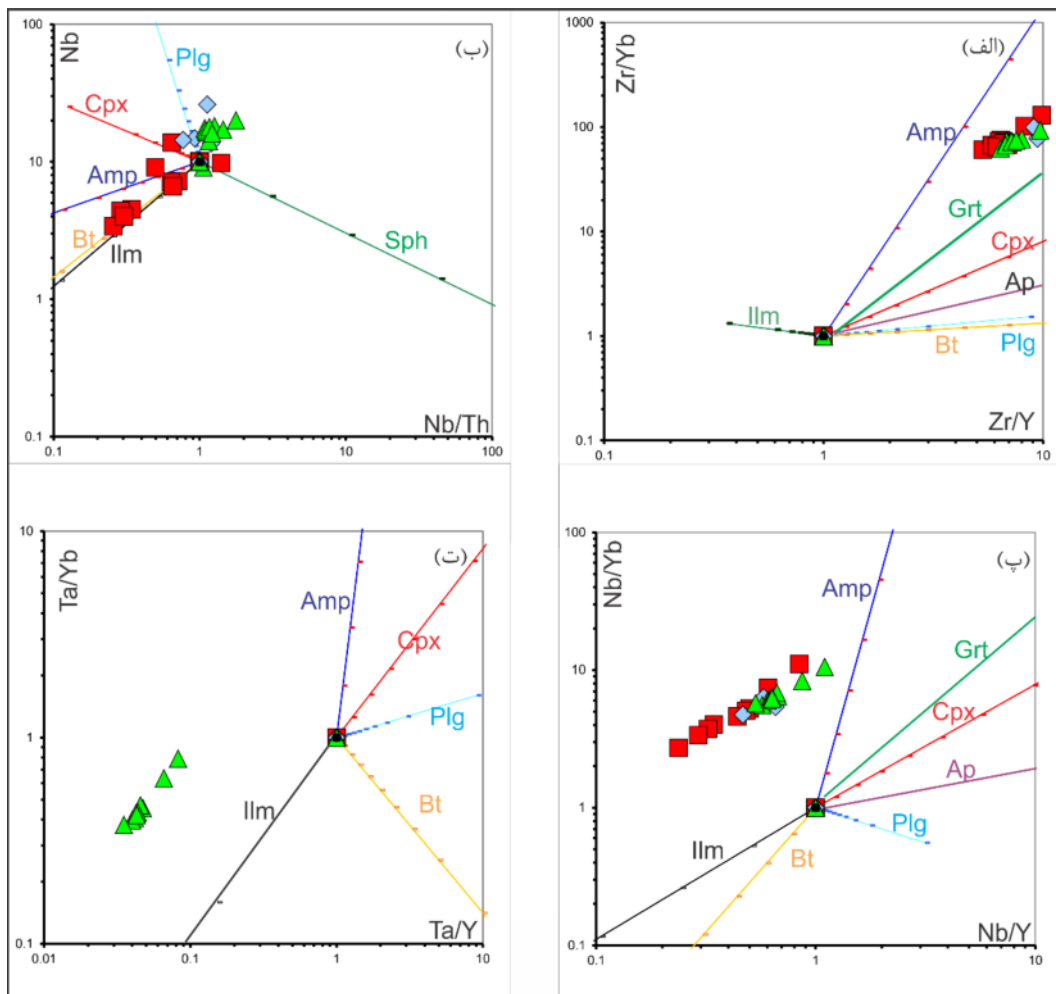 (الف)
Zr/Yb
1000
100
10
1
0.1
Amp
Grt
Cpx
Ap
Ilm
Bt
Plg
Zr/Y
0.1
1
10
(ب)
Nb
100
10
1
0.1
Plg
Cpx
Amp
Bt
Ilm
Sph
Nb/Th
0.1
1
10
100
(پ)
Nb/Yb
100
10
1
0.1
Amp
Grt
Cpx
Ap
Plg
Ilm
Bt
Nb/Y
0.1
1
10
(ت)
Ta/Yb
10
1
0.1
Amp
Cpx
Plg
Ilm
Bt
Ta/Y
0.01
0.1
1
10